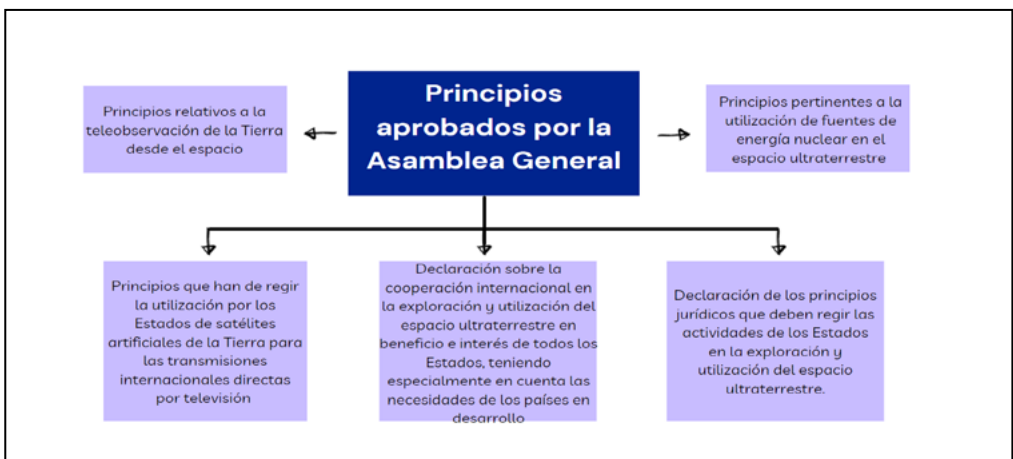 Principios
aprobados por la
Asamblea General
Principios relativos a la
teleobservación de la Tierra
desde el espacio
Principios pertinentes a la
utilización de fuentes de
energía nuclear en el
espacio ultraterrestre
Principios que han de regir
la utilización por los
Estados de satélites
artificiales de la Tierra para
las transmisiones
internacionales directas
por televisión
Declaración sobre la
cooperación internacional en
la exploración y utilización del
espacio ultraterrestre en
beneficio e interés de todos los
Estados, teniendo
especialmente en cuenta las
necesidades de los países en
desarrollo
Declaración de los principios
jurídicos que deben regir las
actividades de los Estados
en la exploración y
utilización del espacio
ultraterrestre.